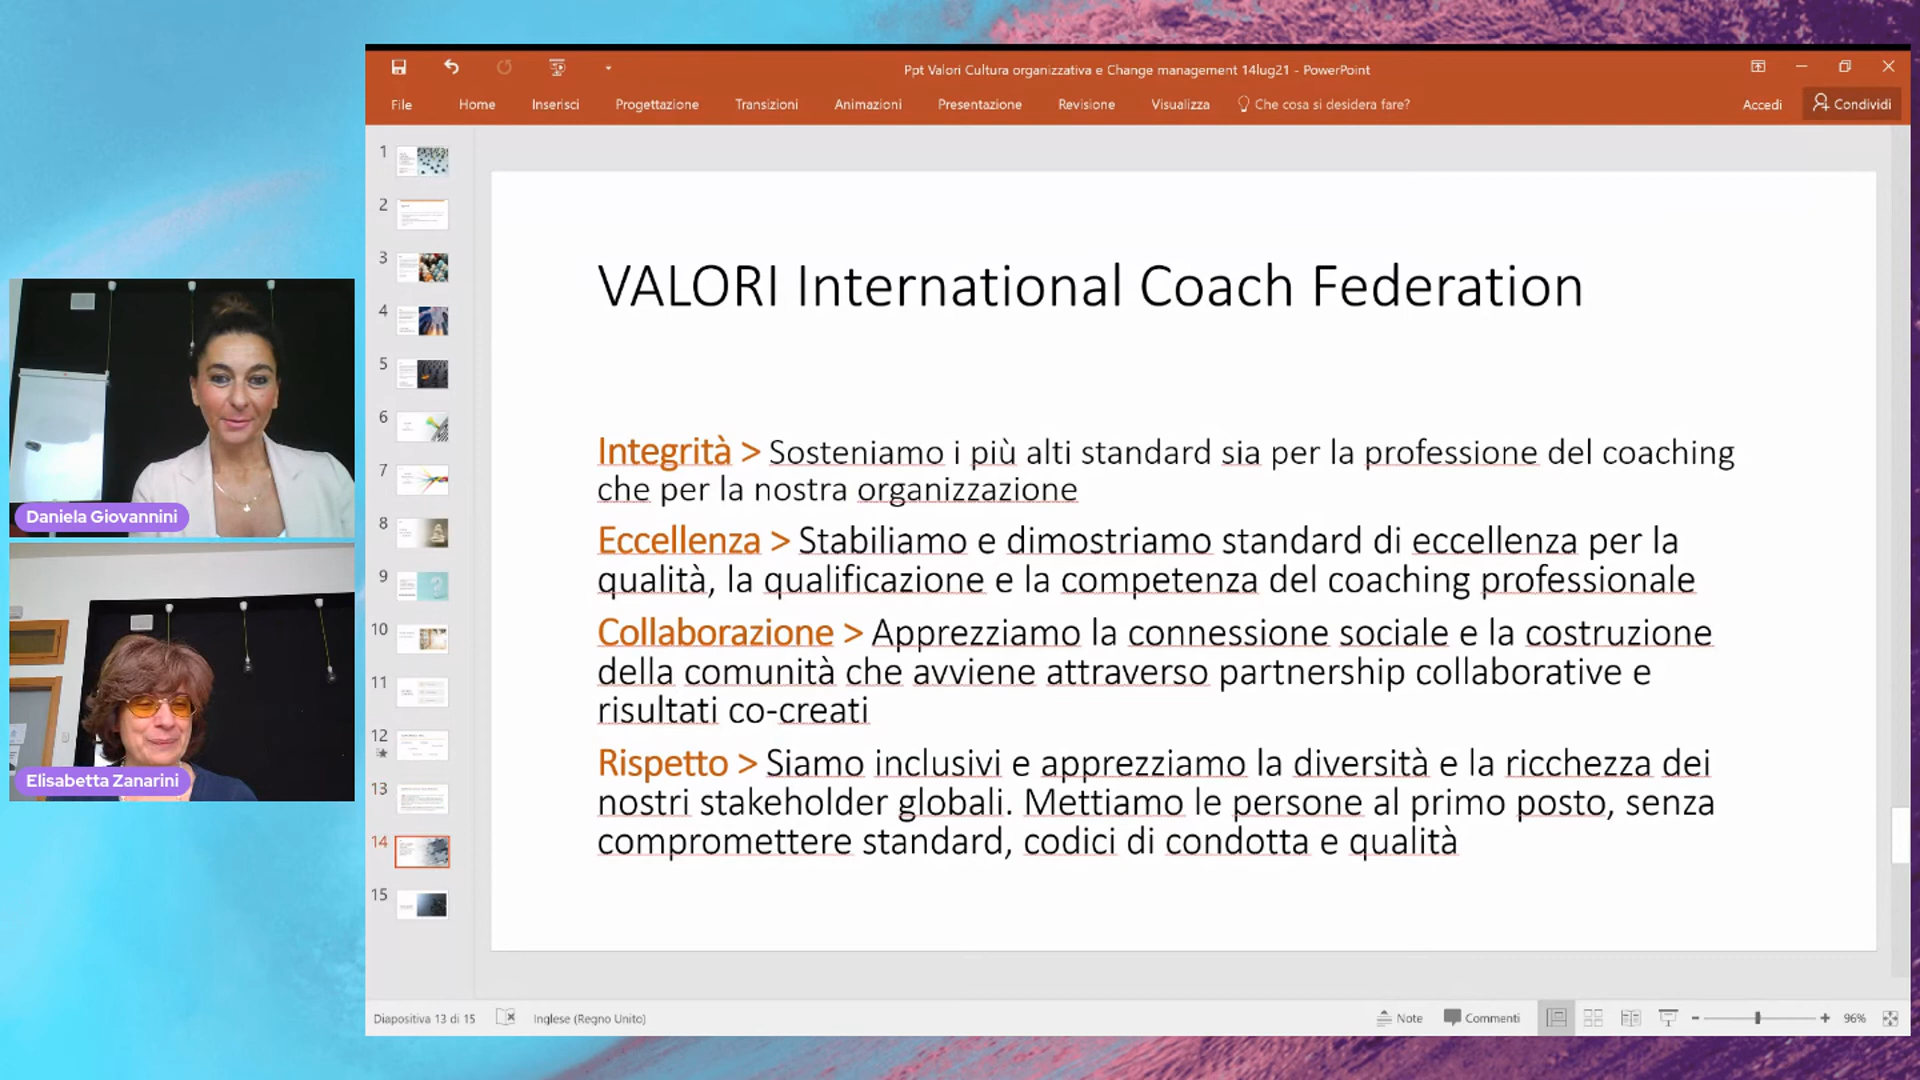 Ppt Valori Cultura organizzativa e Change management 14lug21 - PowerPoint
File Home Inserisci Progettazione Transizioni Animazioni Presentazione Revisione Visualizza Che cosa si desidera fare? Accedi Condividi
1
2
3
4
5
6
7
8
9
10
11
12
13
14
15
VALORI International Coach Federation
Integrità > Sosteniamo i più alti standard sia per la professione del coaching
che per la nostra organizzazione
Eccellenza > Stabiliamo e dimostriamo standard di eccellenza per la
qualità, la qualificazione e la competenza del coaching professionale
Collaborazione > Apprezziamo la connessione sociale e la costruzione
della comunità che avviene attraverso partnership collaborative e
risultati co-creati
Rispetto > Siamo inclusivi e apprezziamo la diversità e la ricchezza dei
nostri stakeholder globali. Mettiamo le persone al primo posto, senza
compromettere standard, codici di condotta e qualità
Daniela Giovannini
Elisabetta Zanarini
Diapositiva 13 di 15 Inglese (Regno Unito) Note Commenti 96%